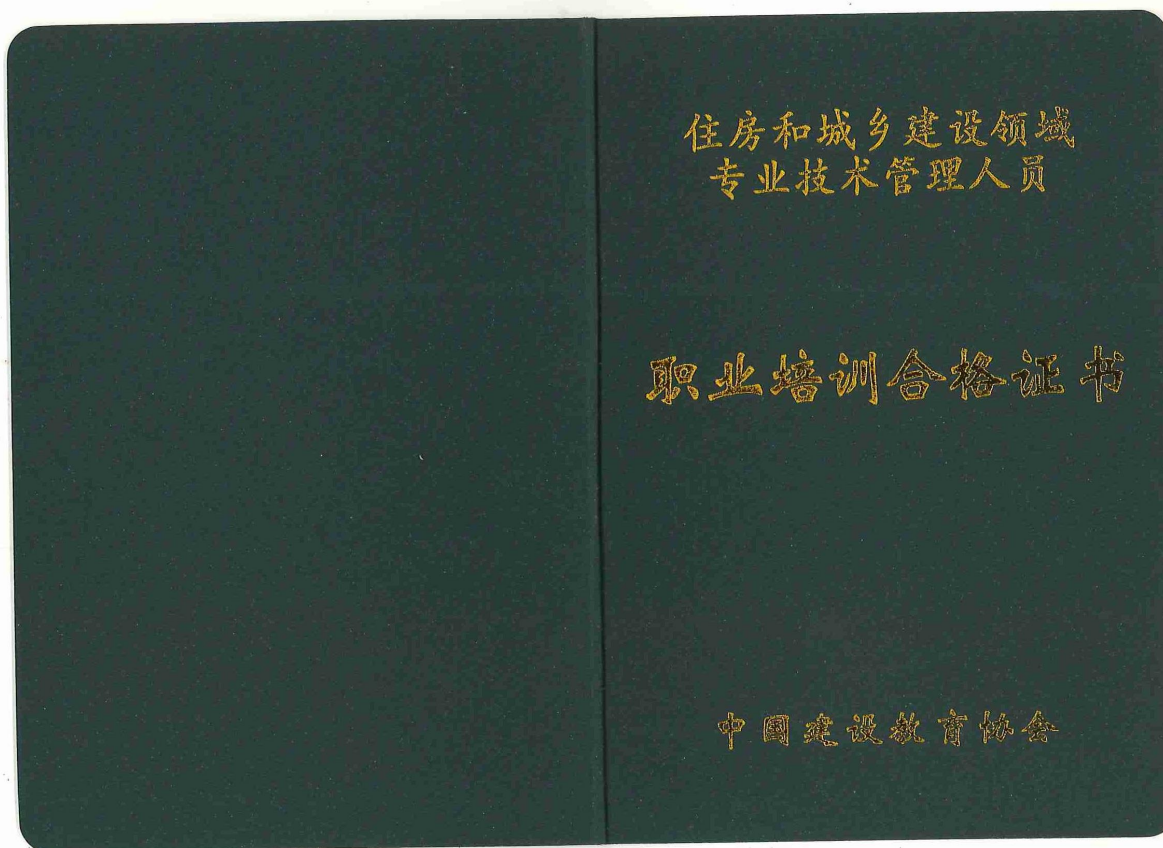 住房和城乡建设领域
专业技术管理人员
职业培训合格证书
中国建设教育协会